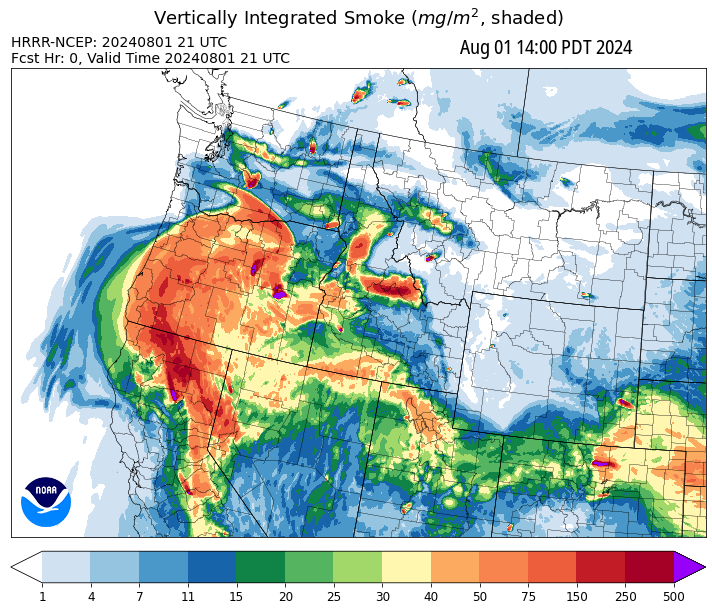 Vertically Integrated Smoke (mg/m², shaded)
HRRR-NCEP: 20240801 21 UTC
Fcst Hr: 0, Valid Time 20240801 21 UTC
Aug 01 14:00 PDT 2024
NOAA
1 4 7 11 15 20 25 30 40 50 75 150 250 500